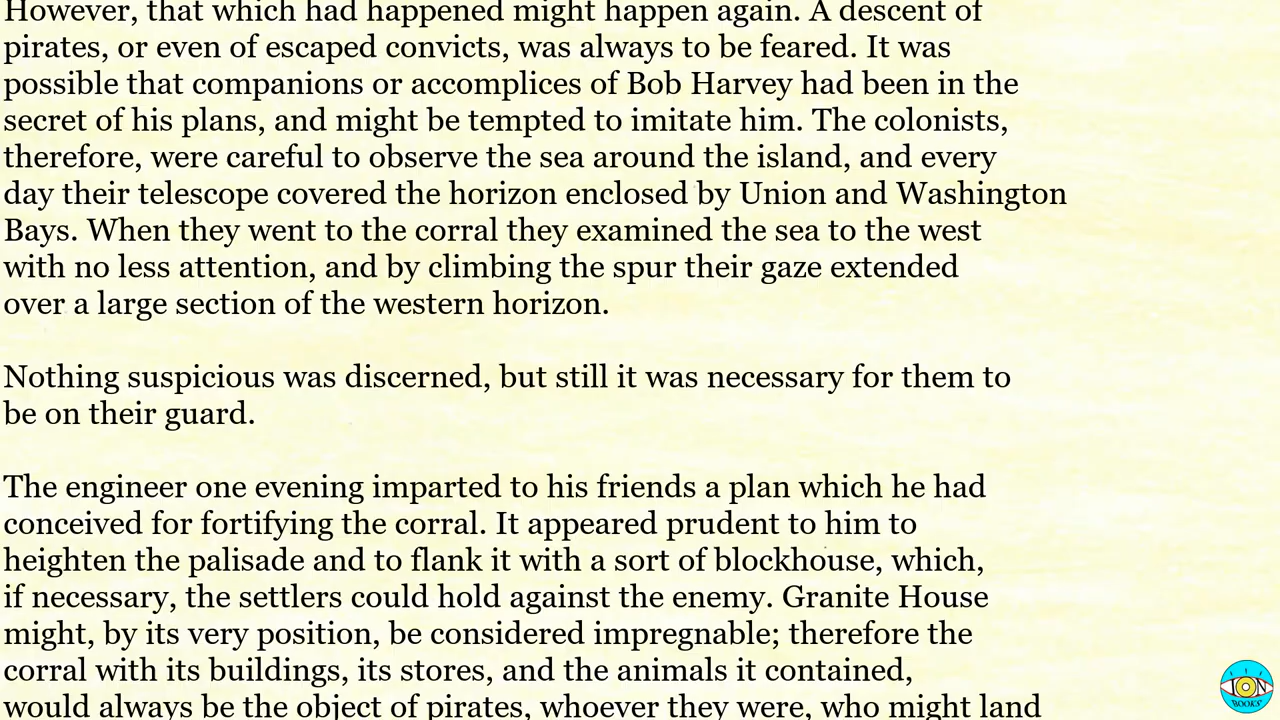 However, that which had happened might happen again. A descent of
pirates, or even of escaped convicts, was always to be feared. It was
possible that companions or accomplices of Bob Harvey had been in the
secret of his plans, and might be tempted to imitate him. The colonists,
therefore, were careful to observe the sea around the island, and every
day their telescope covered the horizon enclosed by Union and Washington
Bays. When they went to the corral they examined the sea to the west
with no less attention, and by climbing the spur their gaze extended
over a large section of the western horizon.
Nothing suspicious was discerned, but still it was necessary for them to
be on their guard.
The engineer one evening imparted to his friends a plan which he had
conceived for fortifying the corral. It appeared prudent to him to
heighten the palisade and to flank it with a sort of blockhouse, which,
if necessary, the settlers could hold against the enemy. Granite House
might, by its very position, be considered impregnable; therefore the
corral with its buildings, its stores, and the animals it contained,
would always be the object of pirates, whoever they were, who might land
ION
BOOKS